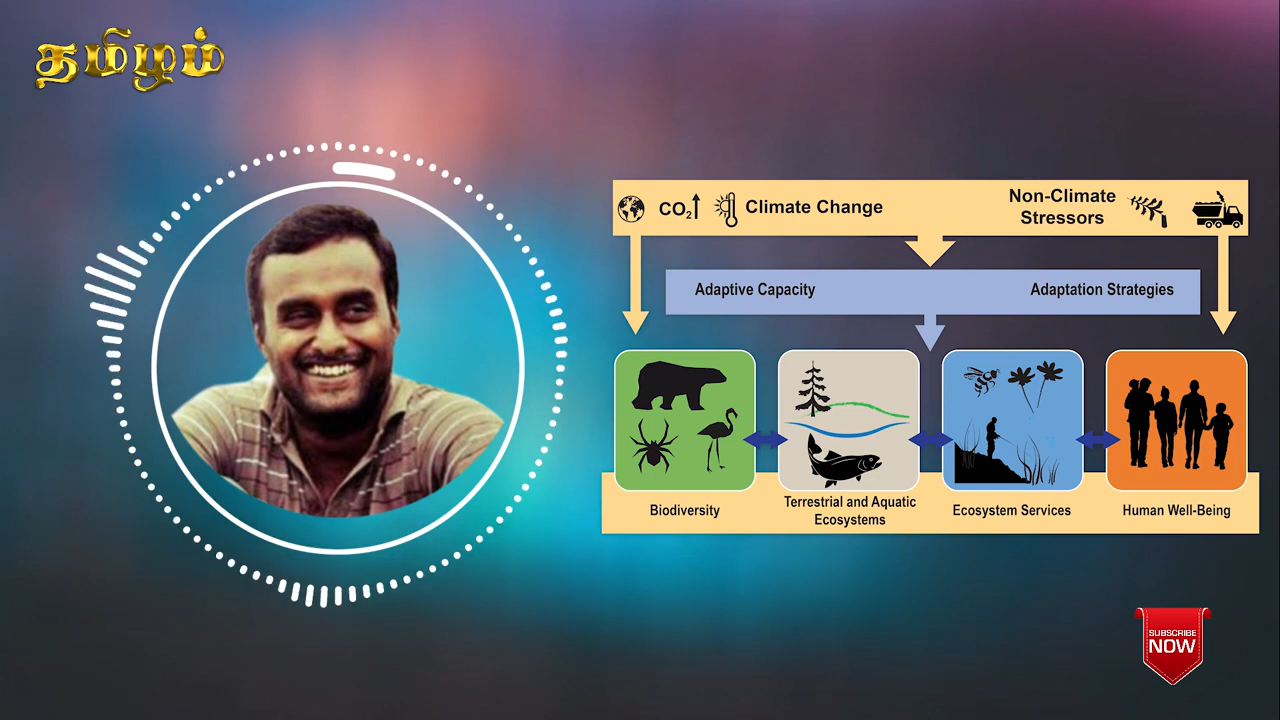 தமிழம்
CO₂ Climate Change
Non-Climate
Stressors
Adaptive Capacity
Adaptation Strategies
Biodiversity
Terrestrial and Aquatic
Ecosystems
Ecosystem Services
Human Well-Being
SUBSCRIBE
NOW